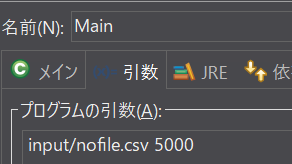 名前(N): Main
メイン 引数 JRE 依
プログラムの引数(A):
input/nofile.csv 5000